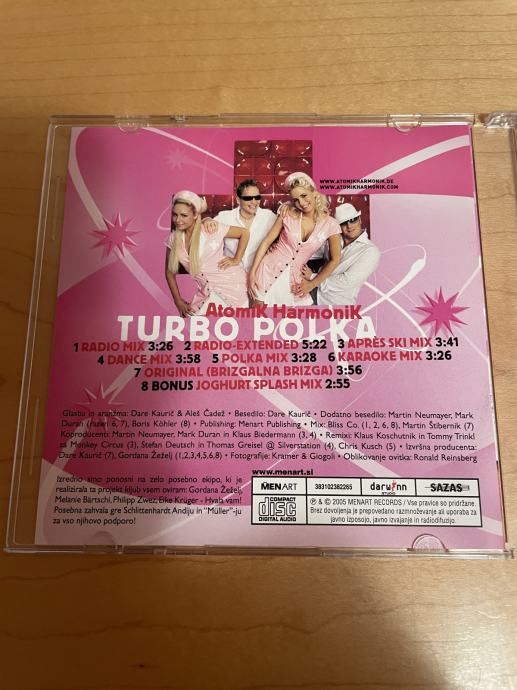 www.ATOMIKHARMONIK.DE
www.ATOMIKHARMONIK.COM
AtomiK HarmoniK
TURBO POLKA
1 RADIO MIX 3:26 2 RADIO-EXTENDED 5:22 3 APRÈS SKI MIX 3:41
4 DANCE MIX 3:58 5 POLKA MIX 3:28 6 KARAOKE MIX 3:26
7 ORIGINAL (BRIZGALNA BRIZGA) 3:56
8 BONUS JOGHURT SPLASH MIX 2:55
Glasba in aranžma: Dare Kaurič & Aleš Čadež • Besedilo: Dare Kaurič • Dodatno besedilo: Martin Neumayer, Mark
Duran (razen 6, 7), Boris Köhler (8) • Publishing: Menart Publishing • Mix: Bliss Co. (1, 2, 6, 8), Martin Štibernik (7)
Koproducenti: Martin Neumayer, Mark Duran in Klaus Biedermann (3, 4) • Remixi: Klaus Koschutnik in Tommy Trinkl
za Monkey Circus (3), Stefan Deutsch in Thomas Greisel @ Silverstation (4), Chris Kusch (5) • Izvršna producenta:
Dare Kaurič (7), Gordana Žeželj (1,2,3,4,5,6,8) • Fotografije: Kramer & Giogoli • Oblikovanje ovitka: Ronald Reinsberg
www.menart.si
Izredno smo ponosni na zelo posebno ekipo, ki je
realizirala ta projekt kljub vsem oviram: Gordana Žeželj,
Melanie Bärtschi, Philipp Zwez, Elke Krüger - Hvala vam!
Posebna zahvala gre Schlittenhardt Andiju in "Müller"-ju
za vso njihovo podporo!
MENART
383102382265
darwinn
STUDIO
SAZAS
COMPACT
disc
DIGITAL AUDIO
℗ & © 2005 MENART RECORDS / Vse pravice so pridržane.
Brez dovoljenja je prepovedano razmnoževanje ali uporaba za
javno izposojo, javno izvajanje in radiodifuzijo.